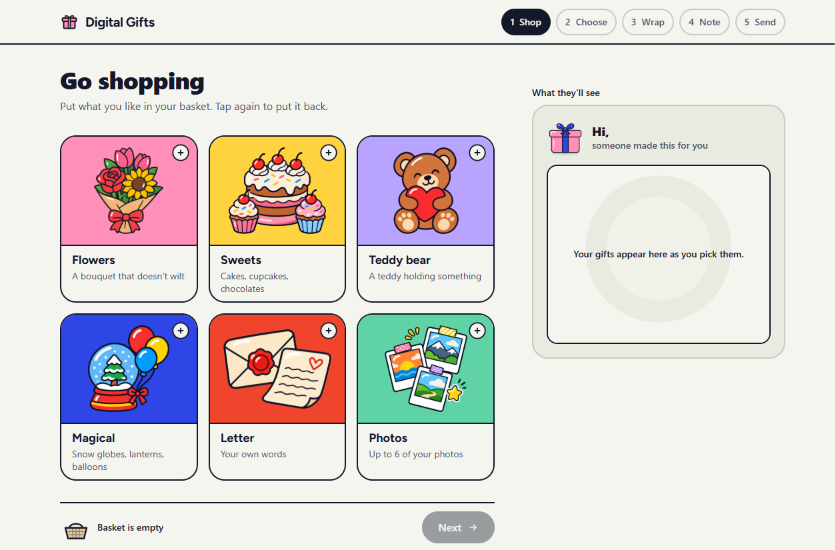 Digital Gifts
1 Shop
2 Choose
3 Wrap
4 Note
5 Send
Go shopping
Put what you like in your basket. Tap again to put it back.
Flowers
A bouquet that doesn't wilt
Sweets
Cakes, cupcakes,
chocolates
Teddy bear
A teddy holding something
Magical
Snow globes, lanterns,
balloons
Letter
Your own words
Photos
Up to 6 of your photos
Basket is empty
Next →
What they'll see
Hi,
someone made this for you
Your gifts appear here as you pick them.